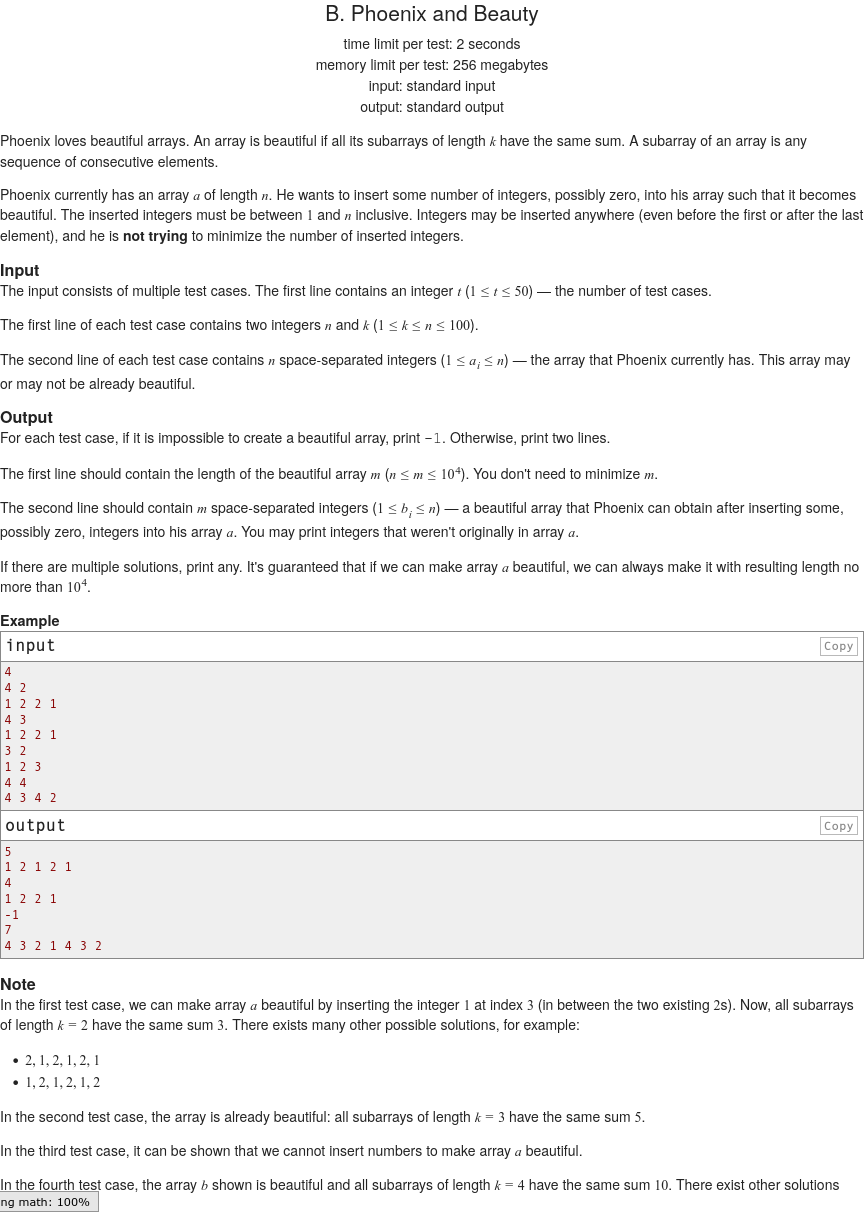 B. Phoenix and Beauty
time limit per test: 2 seconds
memory limit per test: 256 megabytes
input: standard input
output: standard output
Phoenix loves beautiful arrays. An array is beautiful if all its subarrays of length k have the same sum. A subarray of an array is any
sequence of consecutive elements.
Phoenix currently has an array a of length n. He wants to insert some number of integers, possibly zero, into his array such that it becomes
beautiful. The inserted integers must be between 1 and n inclusive. Integers may be inserted anywhere (even before the first or after the last
element), and he is not trying to minimize the number of inserted integers.
Input
The input consists of multiple test cases. The first line contains an integer t (1 ≤ t ≤ 50) — the number of test cases.
The first line of each test case contains two integers n and k (1 ≤ k ≤ n ≤ 100).
The second line of each test case contains n space-separated integers (1 ≤ a_i ≤ n) — the array that Phoenix currently has. This array may
or may not be already beautiful.
Output
For each test case, if it is impossible to create a beautiful array, print -1. Otherwise, print two lines.
The first line should contain the length of the beautiful array m (n ≤ m ≤ 10^4). You don't need to minimize m.
The second line should contain m space-separated integers (1 ≤ b_i ≤ n) — a beautiful array that Phoenix can obtain after inserting some,
possibly zero, integers into his array a. You may print integers that weren't originally in array a.
If there are multiple solutions, print any. It's guaranteed that if we can make array a beautiful, we can always make it with resulting length no
more than 10^4.
Example
input Copy
4
4 2
1 2 2 1
4 3
1 2 2 1
3 2
1 2 3
4 4
4 3 4 2
output Copy
5
1 2 1 2 1
4
1 2 2 1
-1
7
4 3 2 1 4 3 2
Note
In the first test case, we can make array a beautiful by inserting the integer 1 at index 3 (in between the two existing 2s). Now, all subarrays
of length k = 2 have the same sum 3. There exists many other possible solutions, for example:
• 2, 1, 2, 1, 2, 1
• 1, 2, 1, 2, 1, 2
In the second test case, the array is already beautiful: all subarrays of length k = 3 have the same sum 5.
In the third test case, it can be shown that we cannot insert numbers to make array a beautiful.
In the fourth test case, the array b shown is beautiful and all subarrays of length k = 4 have the same sum 10. There exist other solutions
ng math: 100%